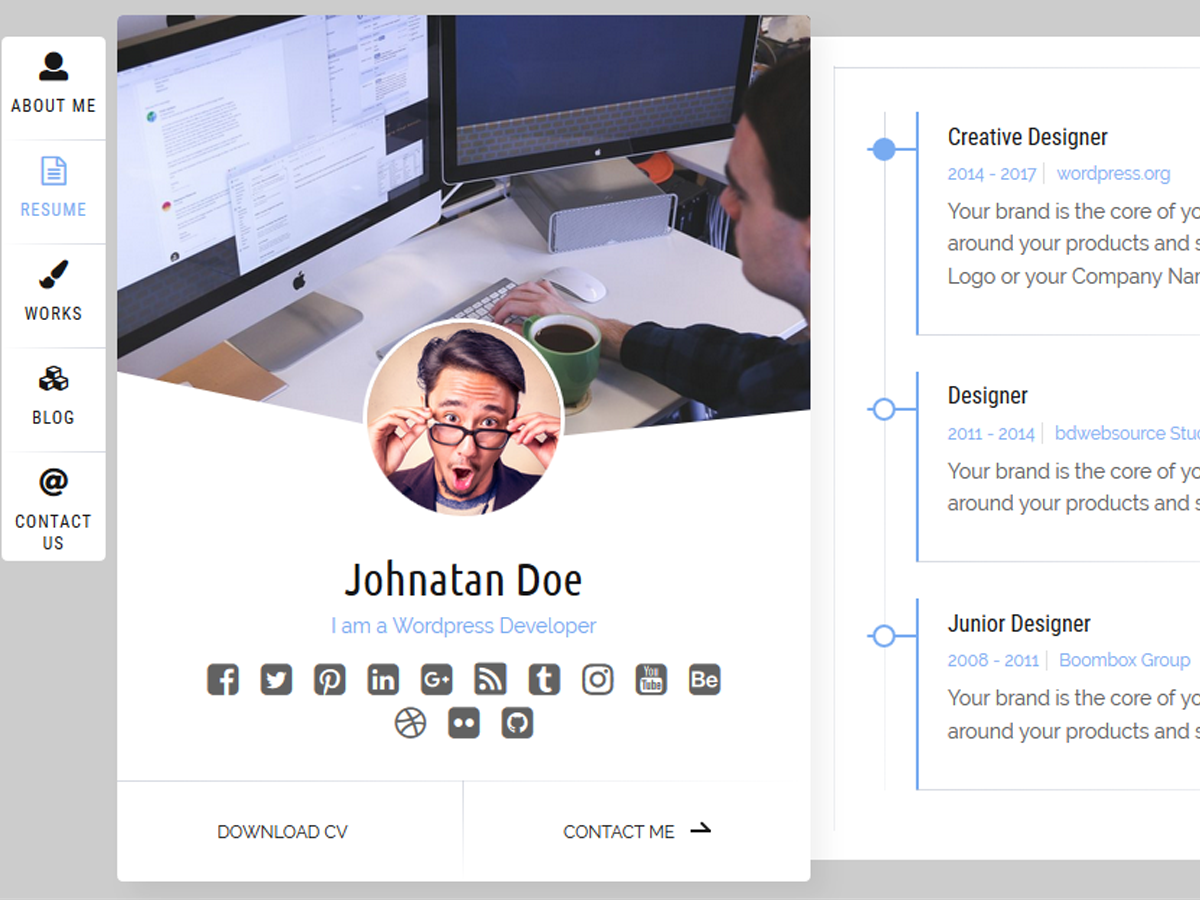 ABOUT ME
RESUME
WORKS
BLOG
CONTACT
US
Johnatan Doe
I am a Wordpress Developer
You
Tube
Be
DOWNLOAD CV
CONTACT ME
Creative Designer
2014 - 2017 wordpress.org
Your brand is the core of yo
around your products and s
Logo or your Company Nar
Designer
2011 - 2014 bdwebsource Stu
Your brand is the core of yo
around your products and s
Junior Designer
2008 - 2011 Boombox Group
Your brand is the core of yo
around your products and s